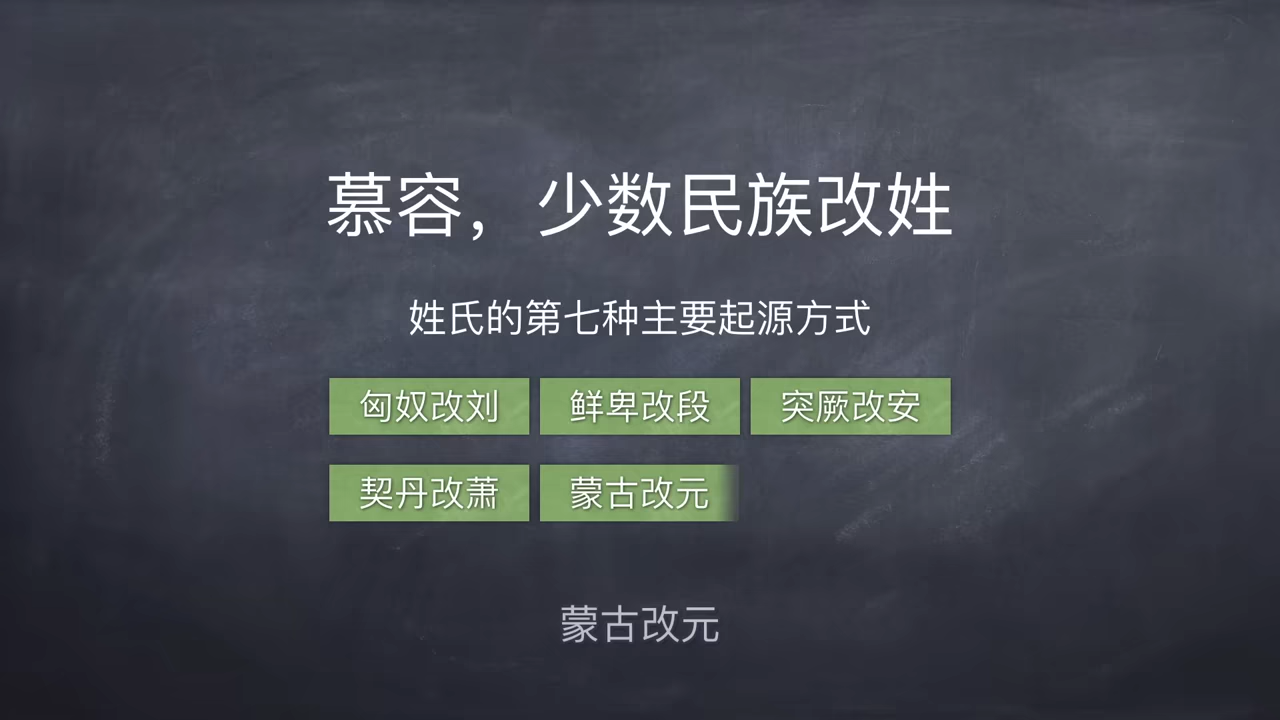 慕容，少数民族改姓
姓氏的第七种主要起源方式
匈奴改刘 鲜卑改段 突厥改安
契丹改萧 蒙古改元
蒙古改元